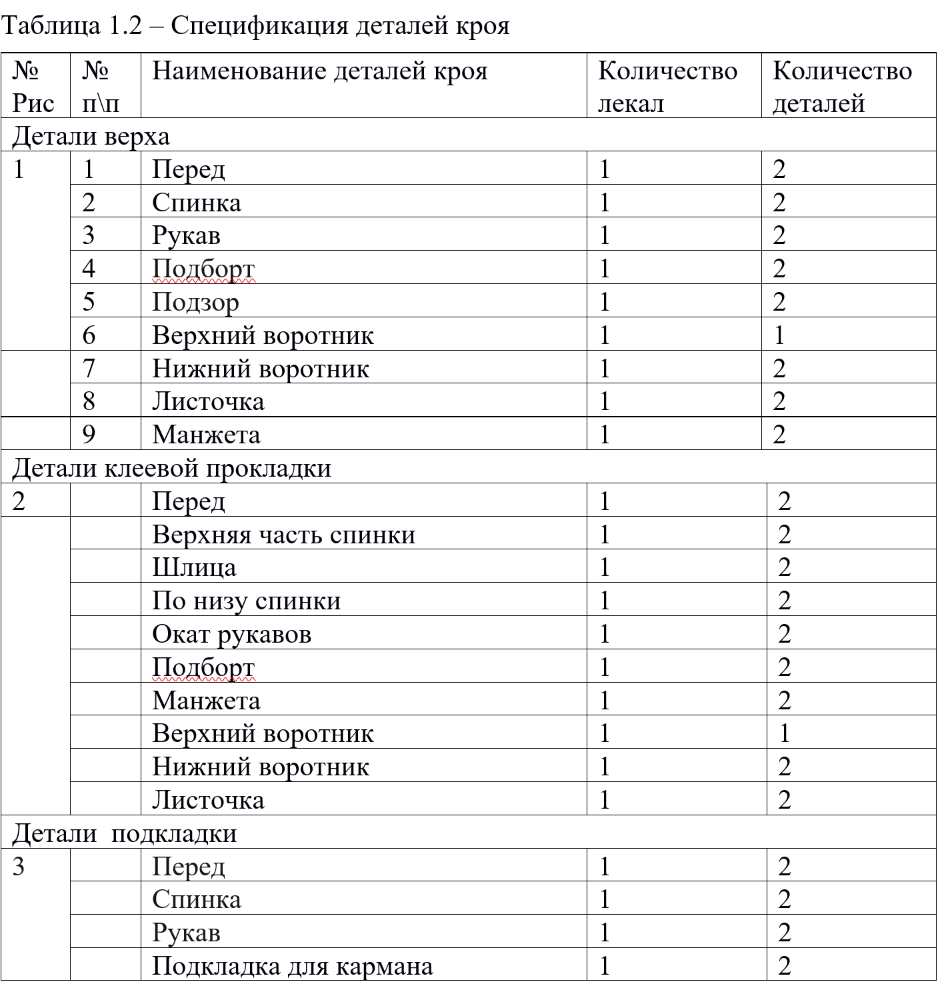 Таблица 1.2 – Спецификация деталей кроя
№ Рис № п\п Наименование деталей кроя Количество лекал Количество деталей
Детали верха
1 1 Перед 1 2
2 Спинка 1 2
3 Рукав 1 2
4 Подборт 1 2
5 Подзор 1 2
6 Верхний воротник 1 1
7 Нижний воротник 1 2
8 Листочка 1 2
9 Манжета 1 2
Детали клеевой прокладки
2 Перед 1 2
Верхняя часть спинки 1 2
Шлица 1 2
По низу спинки 1 2
Окат рукавов 1 2
Подборт 1 2
Манжета 1 2
Верхний воротник 1 1
Нижний воротник 1 2
Листочка 1 2
Детали подкладки
3 Перед 1 2
Спинка 1 2
Рукав 1 2
Подкладка для кармана 1 2